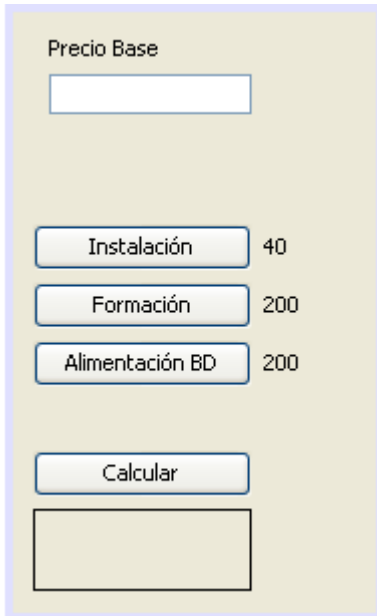 Precio Base
Instalación 40
Formación 200
Alimentación BD 200
Calcular